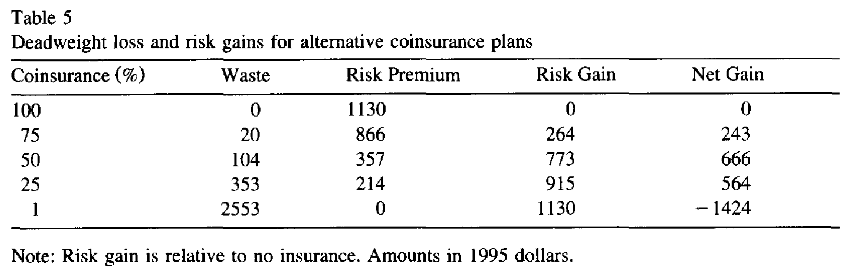 Table 5
Deadweight loss and risk gains for alternative coinsurance plans
Coinsurance (%) Waste Risk Premium Risk Gain Net Gain
100 0 1130 0 0
75 20 866 264 243
50 104 357 773 666
25 353 214 915 564
1 2553 0 1130 −1424
Note: Risk gain is relative to no insurance. Amounts in 1995 dollars.